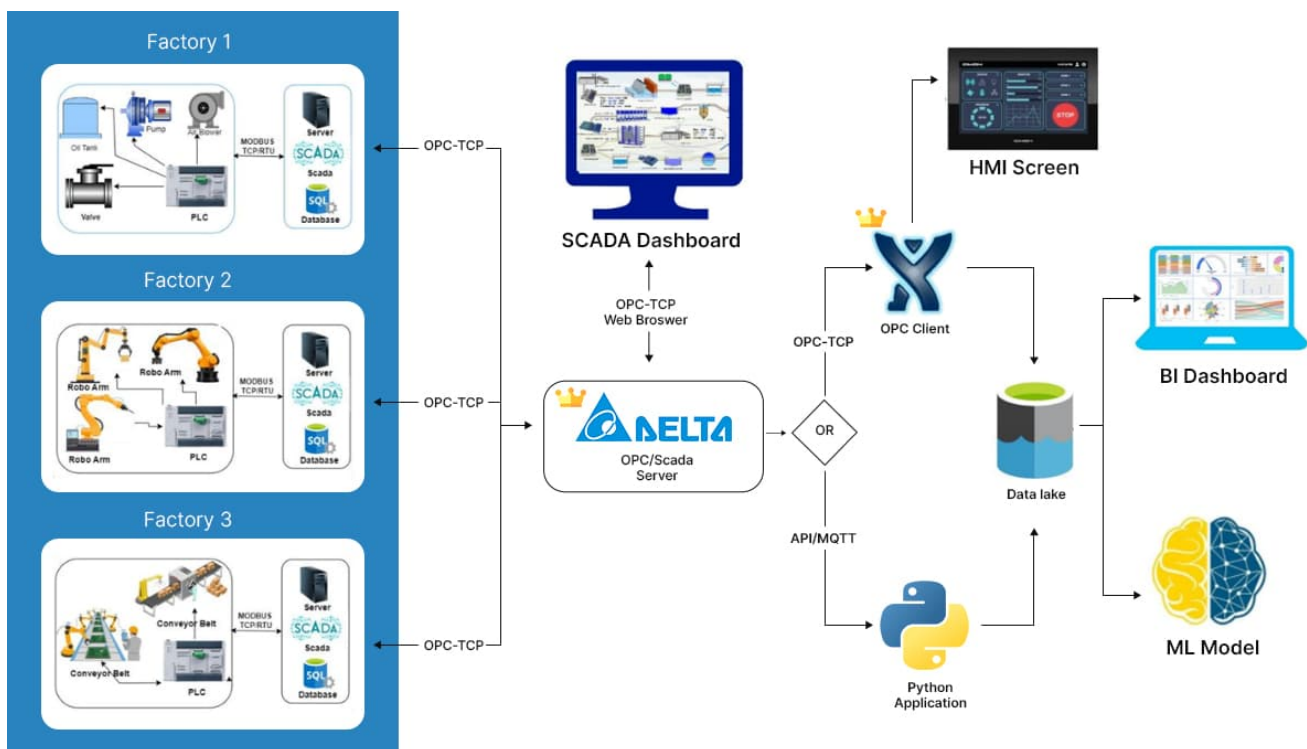 Factory 1
Oil Tank
Pump
Air Blower
Valve
PLC
MODBUS
TCP/RTU
Server
SCADA
Scada
SQL
Database
OPC-TCP
Factory 2
Robo Arm
Robo Arm
Robo Arm
PLC
MODBUS
TCP/RTU
Server
SCADA
Scada
SQL
Database
OPC-TCP
Factory 3
Conveyor Belt
Conveyor Belt
PLC
MODBUS
TCP/RTU
Server
SCADA
Scada
SQL
Database
OPC-TCP
SCADA Dashboard
OPC-TCP
Web Broswer
DELTA
OPC/Scada
Server
OR
OPC-TCP
API/MQTT
STOP
HMI Screen
OPC Client
Data lake
Python
Application
BI Dashboard
ML Model